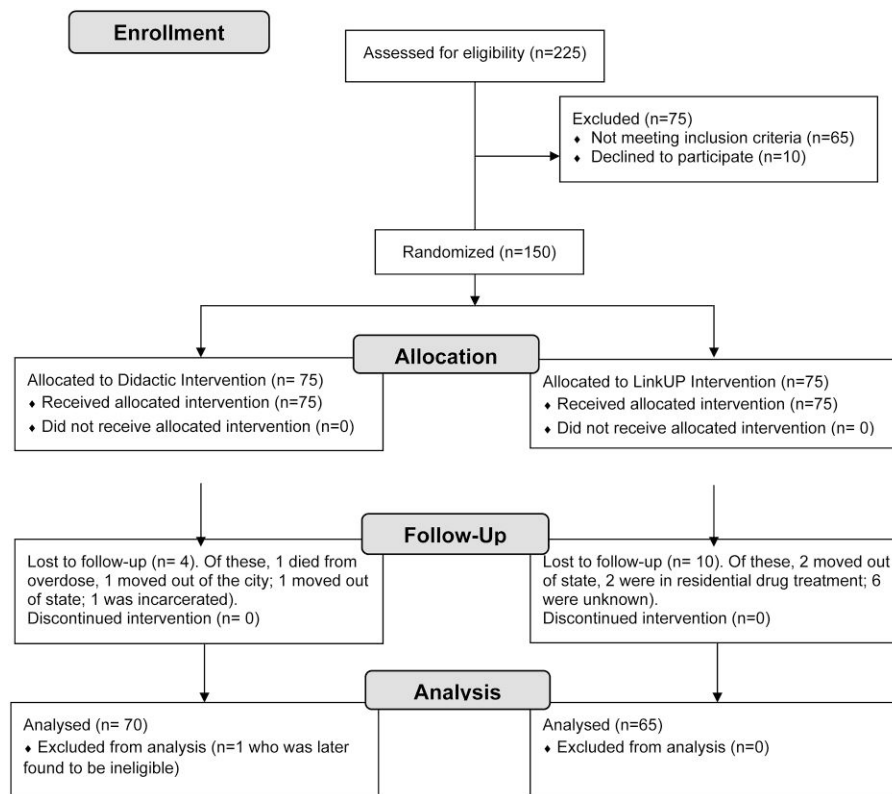 Enrollment
Assessed for eligibility (n=225)
Excluded (n=75)
♦ Not meeting inclusion criteria (n=65)
♦ Declined to participate (n=10)
Randomized (n=150)
Allocation
Allocated to Didactic Intervention (n= 75)
♦ Received allocated intervention (n=75)
♦ Did not receive allocated intervention (n=0)
Allocated to LinkUP Intervention (n=75)
♦ Received allocated intervention (n=75)
♦ Did not receive allocated intervention (n= 0)
Follow-Up
Lost to follow-up (n= 4). Of these, 1 died from
overdose, 1 moved out of the city; 1 moved out
of state; 1 was incarcerated).
Discontinued intervention (n= 0)
Lost to follow-up (n= 10). Of these, 2 moved out
of state, 2 were in residential drug treatment; 6
were unknown).
Discontinued intervention (n=0)
Analysis
Analysed (n= 70)
♦ Excluded from analysis (n=1 who was later
found to be ineligible)
Analysed (n=65)
♦ Excluded from analysis (n=0)